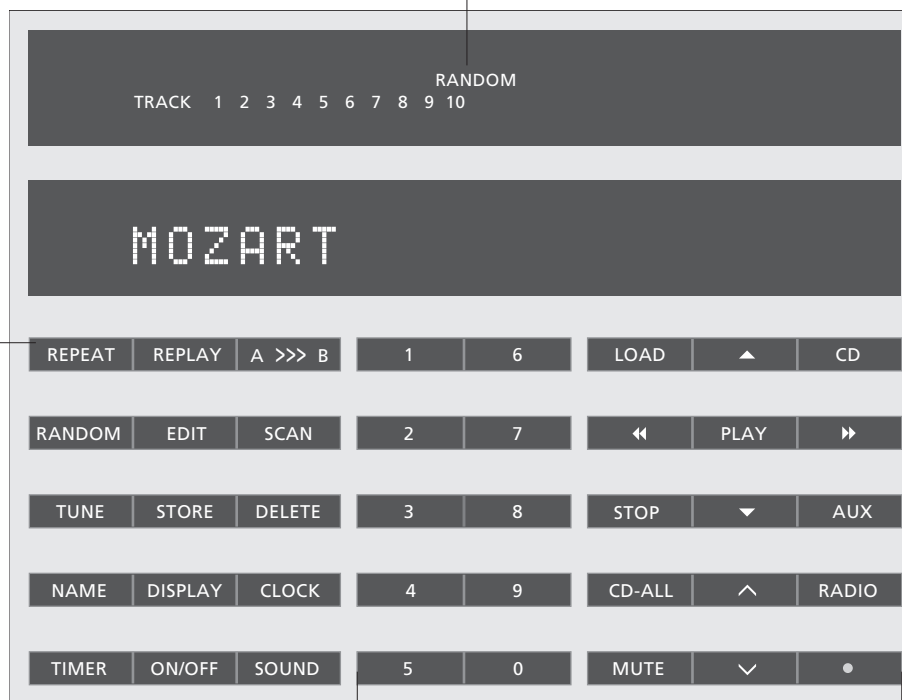 RANDOM
TRACK 1 2 3 4 5 6 7 8 9 10
MOZART
REPEAT REPLAY A >>> B 1 6 LOAD CD
RANDOM EDIT SCAN 2 7 PLAY
TUNE STORE DELETE 3 8 STOP AUX
NAME DISPLAY CLOCK 4 9 CD-ALL RADIO
TIMER ON/OFF SOUND 5 0 MUTE